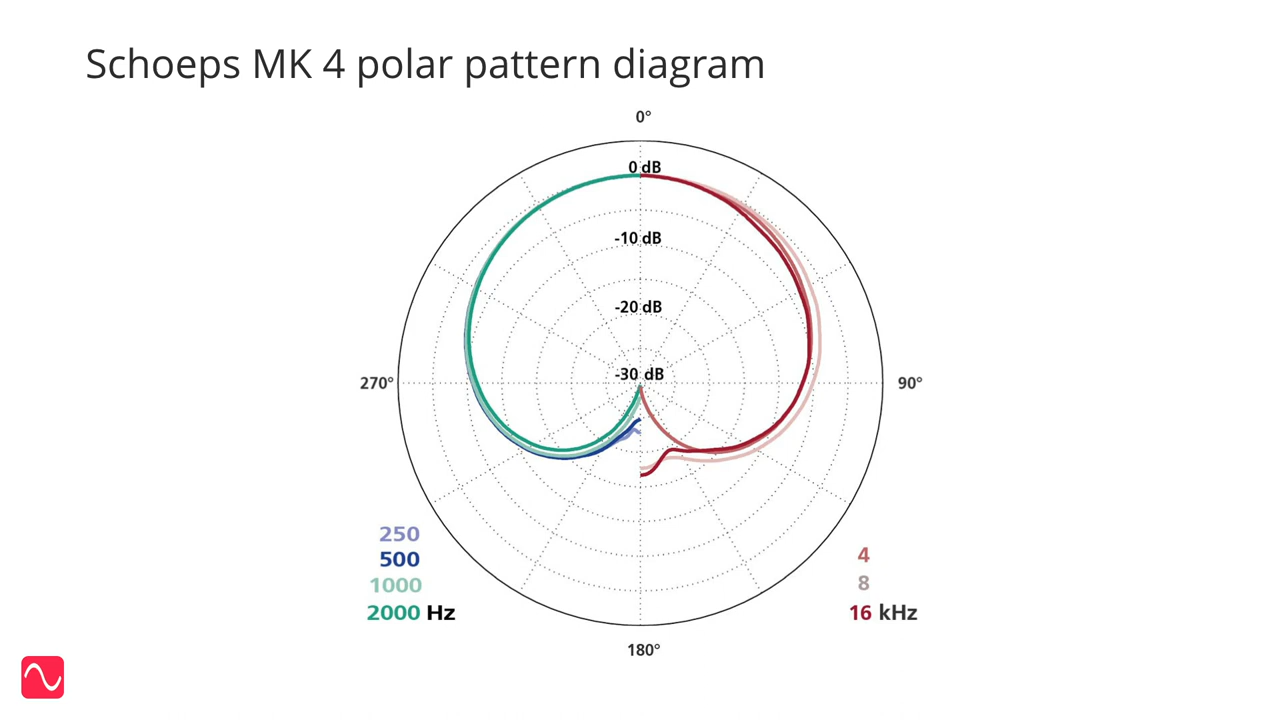 Schoeps MK 4 polar pattern diagram
0°
0 dB
-10 dB
-20 dB
-30 dB
270°
90°
250
500
1000
2000 Hz
4
8
16 kHz
180°